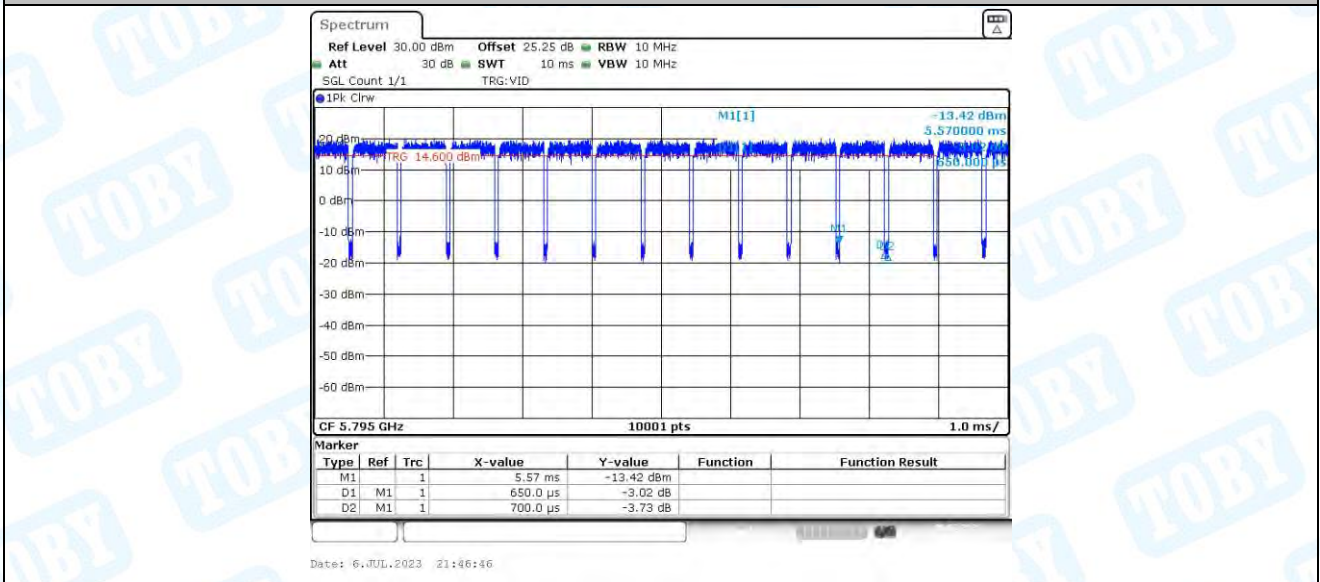 Spectrum
Ref Level 30.00 dBm Offset 25.25 dB RBW 10 MHz
Att 30 dB SWT 10 ms VBW 10 MHz
SGL Count 1/1 TRG:VID
1Pk Clrw
M1[1] -13.42 dBm
5.570000 ms
20 dBm
TRG 14.600 dBm
650.000 µs
10 dBm
0 dBm
-10 dBm
M1
D2
-20 dBm
-30 dBm
-40 dBm
-50 dBm
-60 dBm
CF 5.795 GHz 10001 pts 1.0 ms/
Marker
Type Ref Trc X-value Y-value Function Function Result
M1 1 5.57 ms -13.42 dBm
D1 M1 1 650.0 µs -3.02 dB
D2 M1 1 700.0 µs -3.73 dB
Date: 6.JUL.2023 21:46:46
TOBY
TOBY
TOBY
TOBY
TOBY
TOBY
TOBY